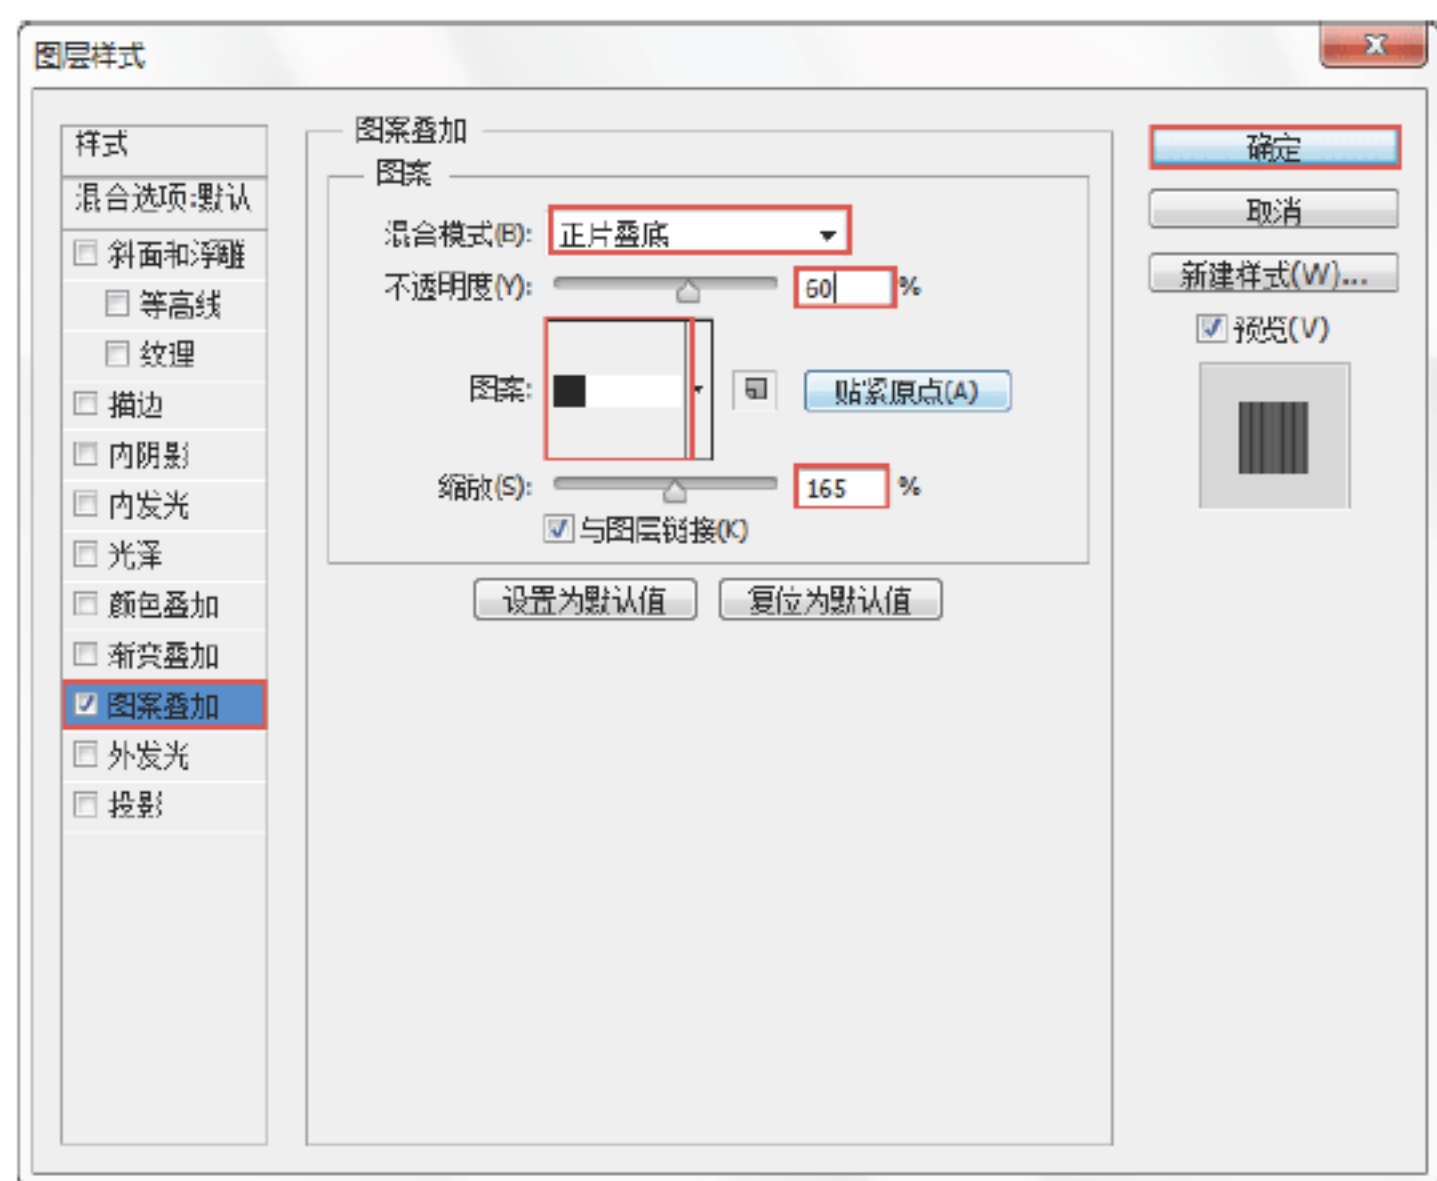 图层样式
x
样式
混合选项:默认
斜面和浮雕
等高线
纹理
描边
内阴影
内发光
光泽
颜色叠加
渐变叠加
图案叠加
外发光
投影
图案叠加
图案
混合模式(B): 正片叠底
不透明度(Y): 60 %
图案: 贴紧原点(A)
缩放(S): 165 %
与图层链接(K)
设置为默认值 复位为默认值
确定
取消
新建样式(W)...
预览(V)